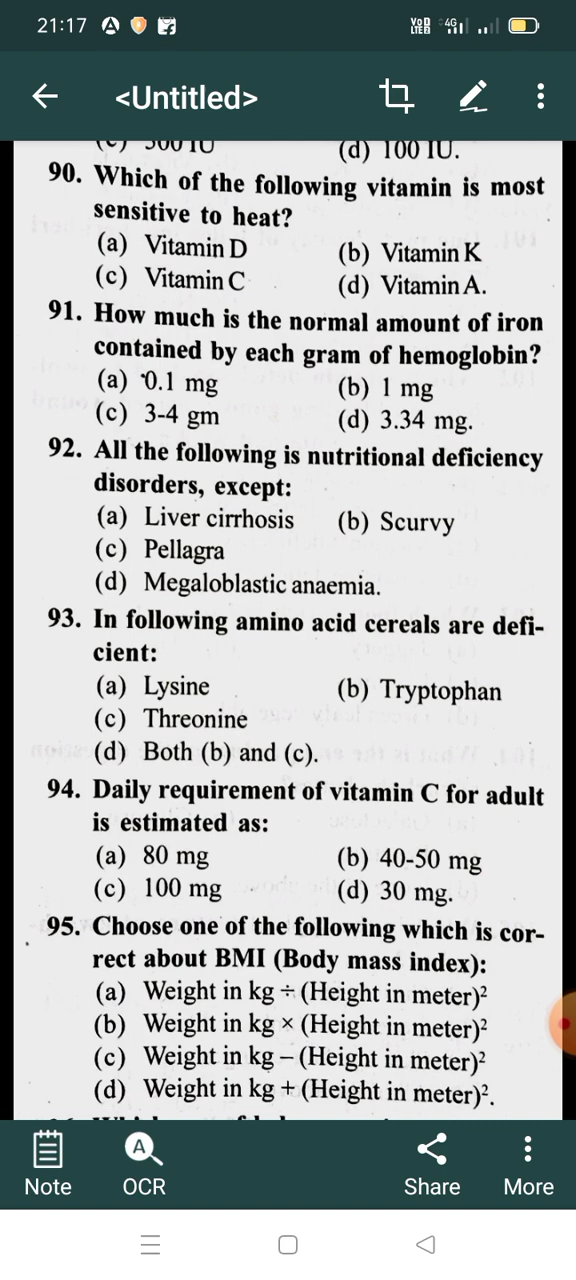 21:17
VoD LTE2 4G
<Untitled>
(c) 500 IU (d) 100 IU.
90. Which of the following vitamin is most
sensitive to heat?
(a) Vitamin D (b) Vitamin K
(c) Vitamin C (d) Vitamin A.
91. How much is the normal amount of iron
contained by each gram of hemoglobin?
(a) 0.1 mg (b) 1 mg
(c) 3-4 gm (d) 3.34 mg.
92. All the following is nutritional deficiency
disorders, except:
(a) Liver cirrhosis (b) Scurvy
(c) Pellagra
(d) Megaloblastic anaemia.
93. In following amino acid cereals are defi-
cient:
(a) Lysine (b) Tryptophan
(c) Threonine
(d) Both (b) and (c).
94. Daily requirement of vitamin C for adult
is estimated as:
(a) 80 mg (b) 40-50 mg
(c) 100 mg (d) 30 mg.
95. Choose one of the following which is cor-
rect about BMI (Body mass index):
(a) Weight in kg ÷ (Height in meter)²
(b) Weight in kg × (Height in meter)²
(c) Weight in kg – (Height in meter)²
(d) Weight in kg + (Height in meter)².
A
Note OCR Share More